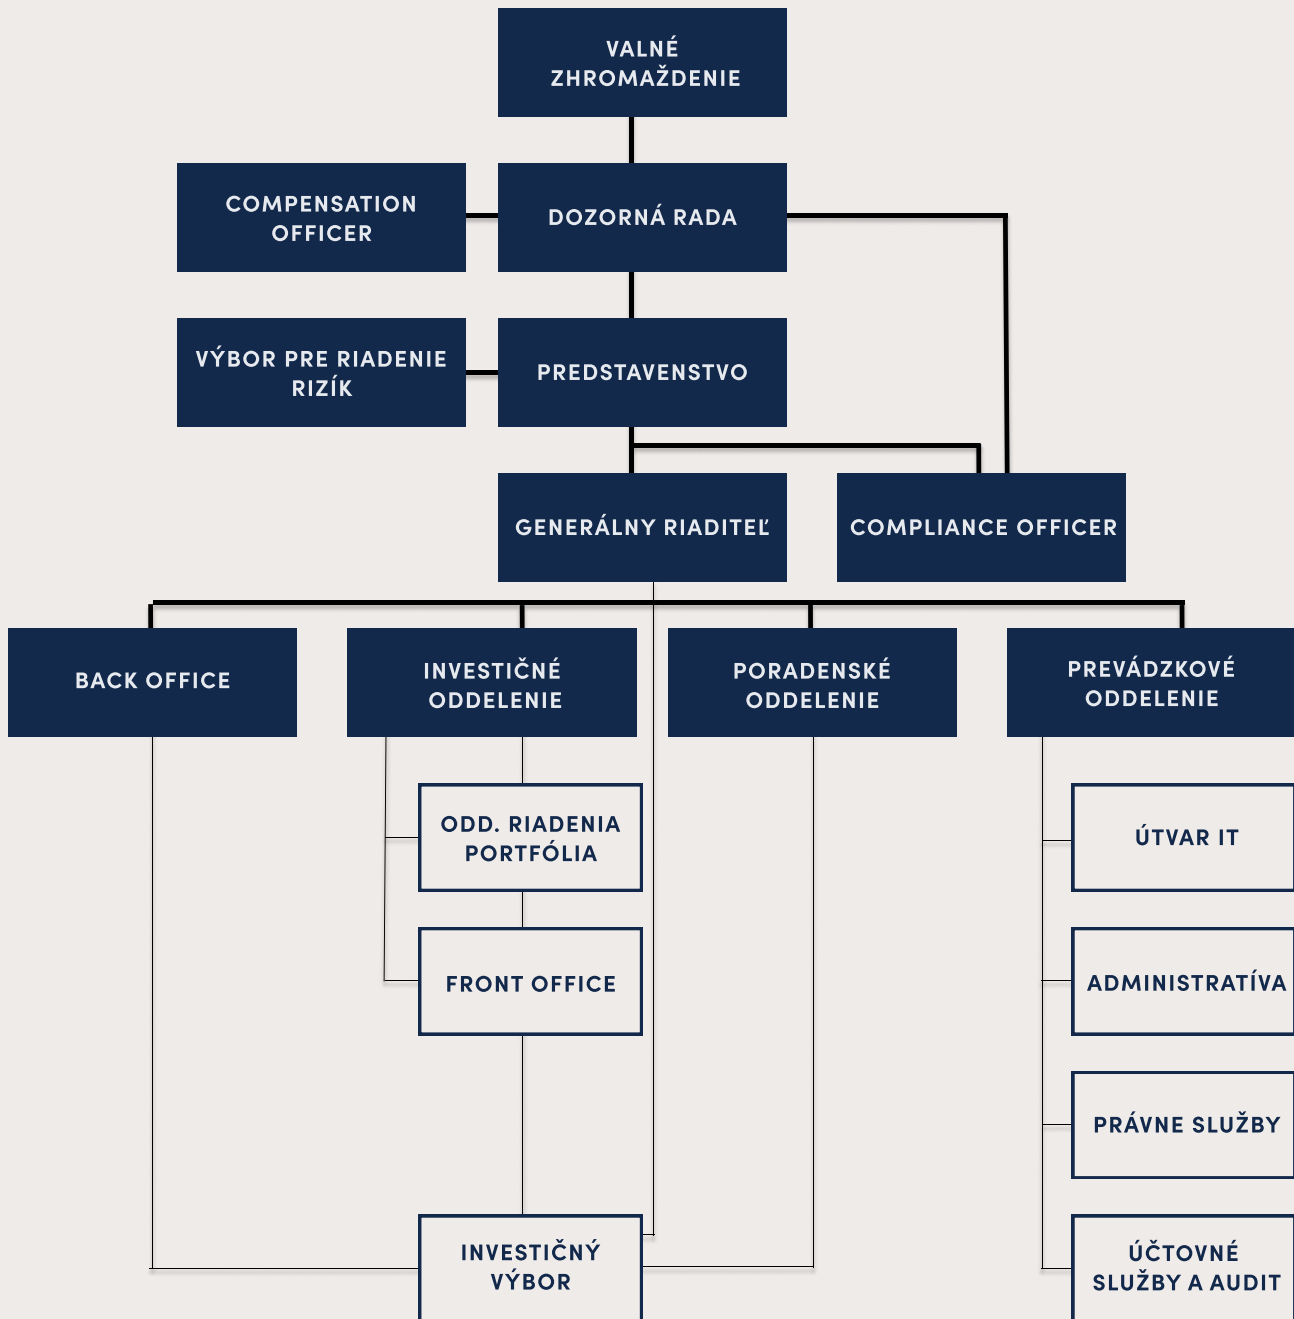 VALNÉ
ZHROMAŽDENIE
COMPENSATION
OFFICER
DOZORNÁ RADA
VÝBOR PRE RIADENIE
RIZÍK
PREDSTAVENSTVO
GENERÁLNY RIADITEĽ
COMPLIANCE OFFICER
BACK OFFICE
INVESTIČNÉ
ODDELENIE
PORADENSKÉ
ODDELENIE
PREVÁDZKOVÉ
ODDELENIE
ODD. RIADENIA
PORTFÓLIA
ÚTVAR IT
FRONT OFFICE
ADMINISTRATÍVA
PRÁVNE SLUŽBY
INVESTIČNÝ
VÝBOR
ÚČTOVNÉ
SLUŽBY A AUDIT